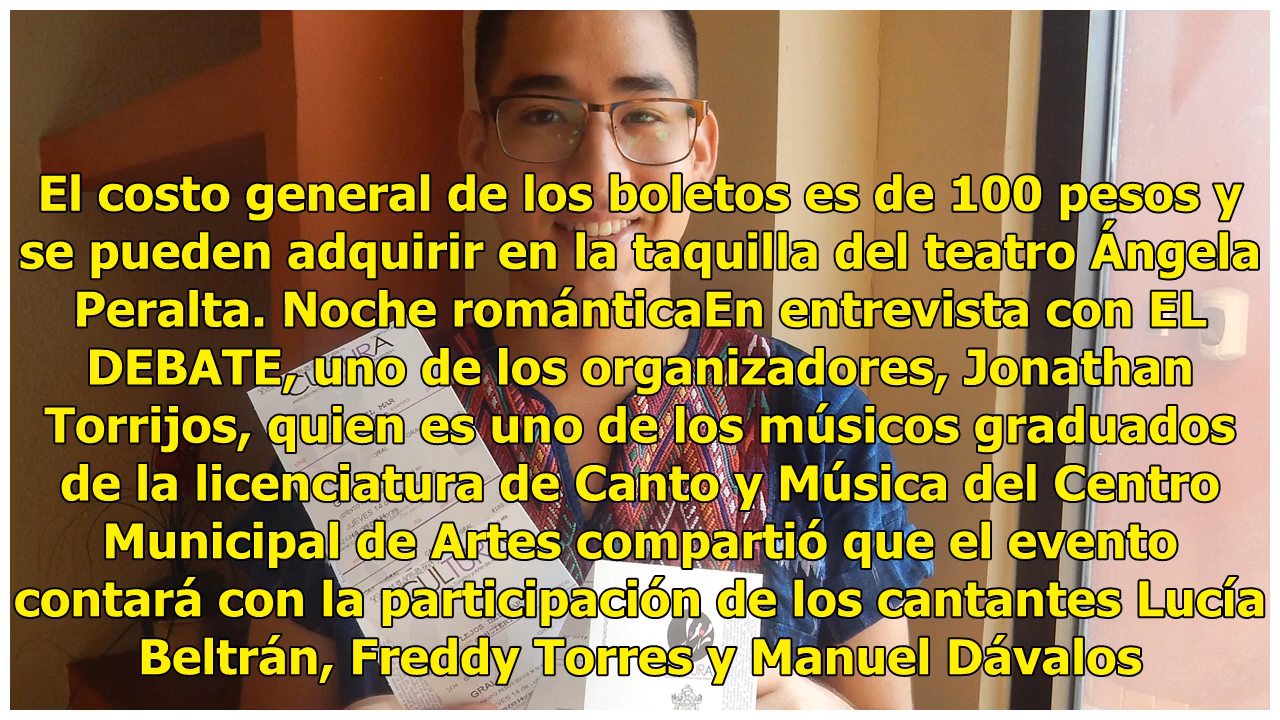 El costo general de los boletos es de 100 pesos y
se pueden adquirir en la taquilla del teatro Ángela
Peralta. Noche románticaEn entrevista con EL
DEBATE, uno de los organizadores, Jonathan
Torrijos, quien es uno de los músicos graduados
de la licenciatura de Canto y Música del Centro
Municipal de Artes compartió que el evento
contará con la participación de los cantantes Lucía
Beltrán, Freddy Torres y Manuel Dávalos